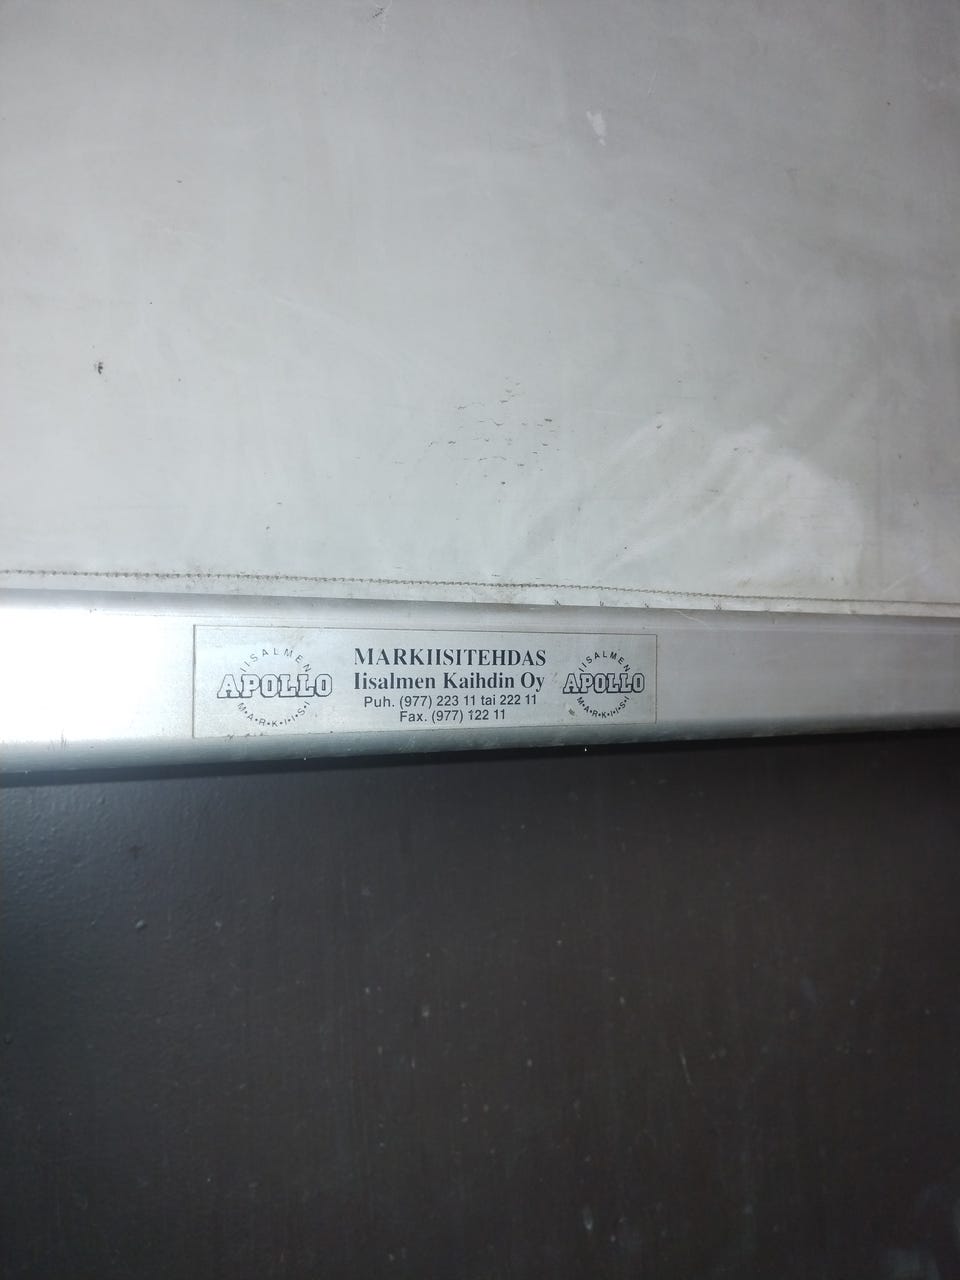 IISALMEN
APOLLO
M•A•R•K•I•I•S•I
MARKIISITEHDAS
Iisalmen Kaihdin Oy
Puh. (977) 223 11 tai 222 11
Fax. (977) 122 11
IISALMEN
APOLLO
M•A•R•K•I•I•S•I